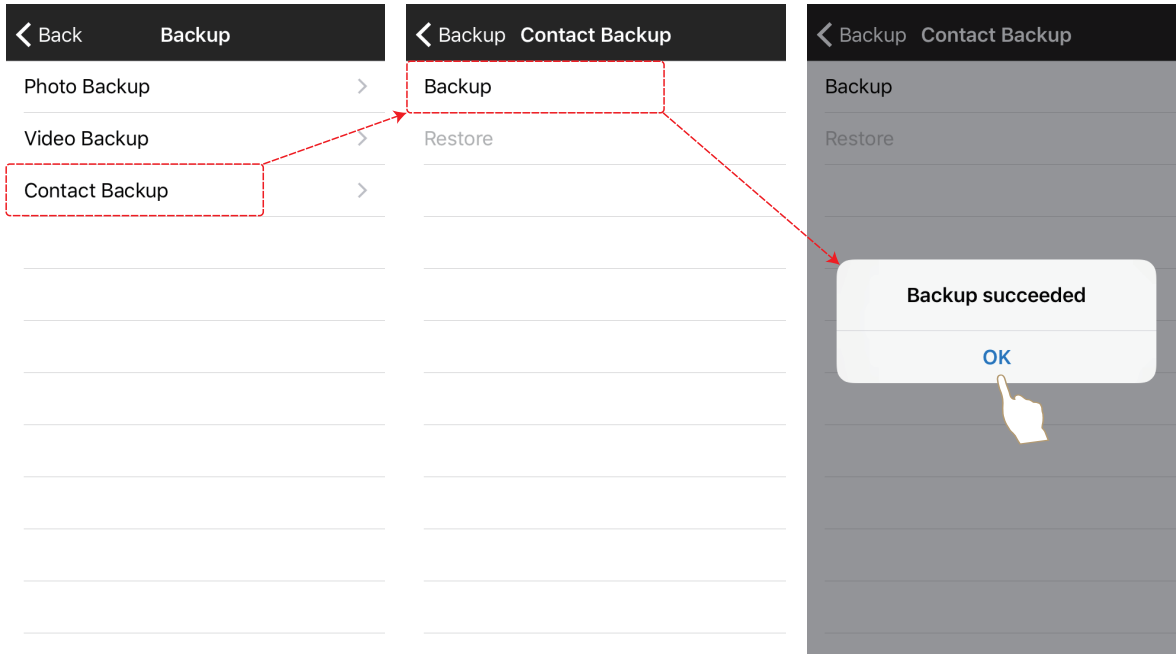 Back Backup
Photo Backup
Video Backup
Contact Backup
Backup Contact Backup
Backup
Restore
Backup Contact Backup
Backup
Restore
Backup succeeded
OK